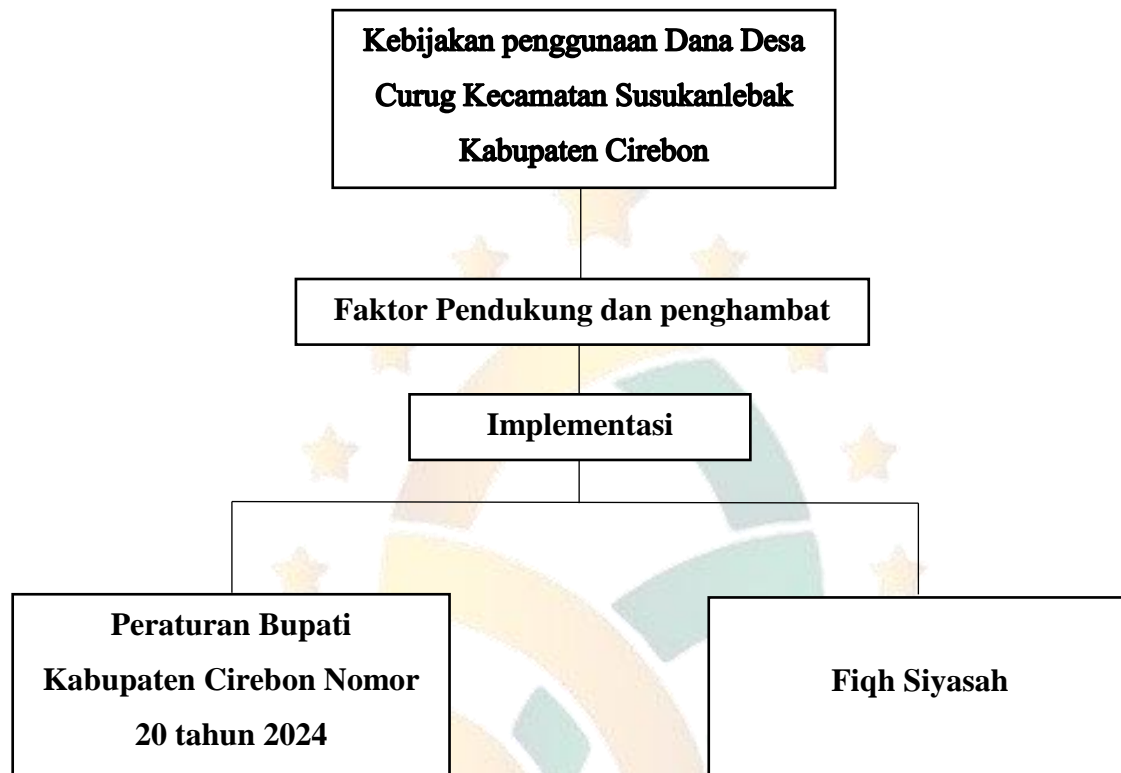 Kebijakan penggunaan Dana Desa
Curug Kecamatan Susukanlebak
Kabupaten Cirebon
Faktor Pendukung dan penghambat
Implementasi
Peraturan Bupati
Kabupaten Cirebon Nomor
20 tahun 2024
Fiqh Siyasah